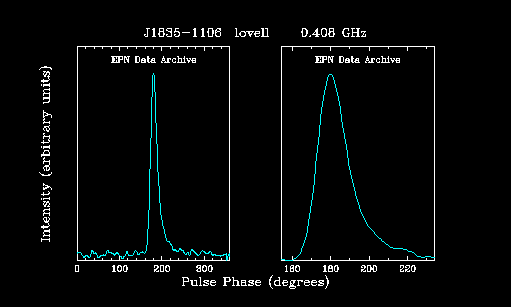 J1835-1106 lovell 0.408 GHz
EPN Data Archive EPN Data Archive
Intensity (arbitrary units)
0 100 200 300 160 180 200 220
Pulse Phase (degrees)